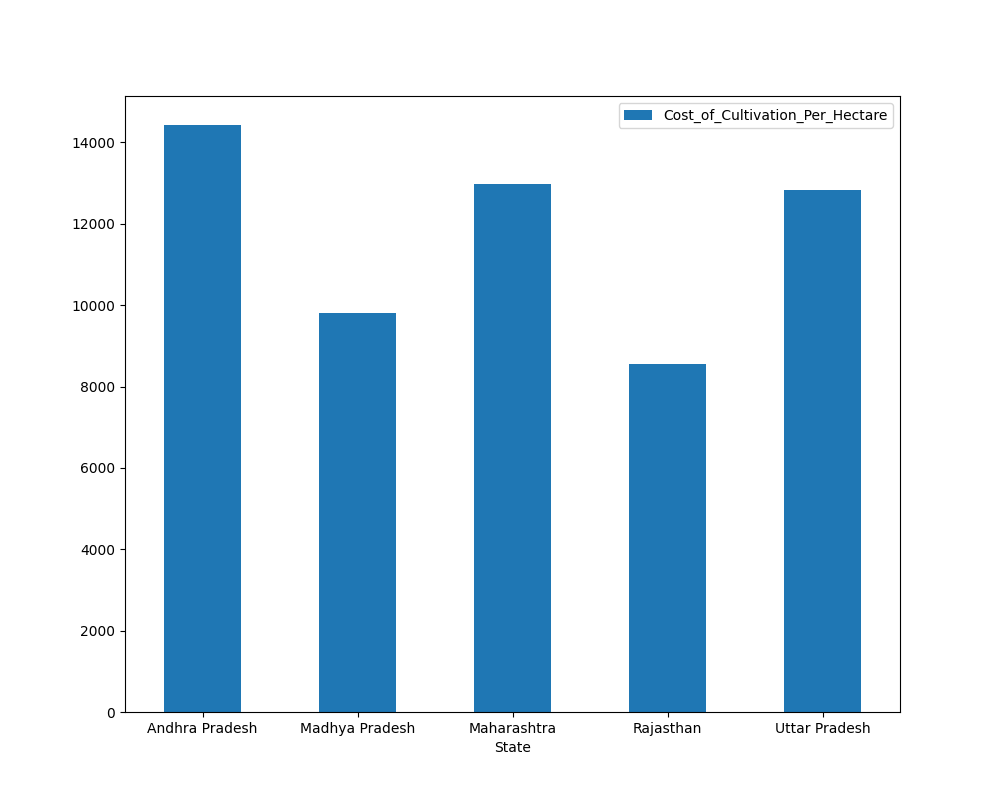 Cost_of_Cultivation_Per_Hectare
14000
12000
10000
8000
6000
4000
2000
0
Andhra Pradesh Madhya Pradesh Maharashtra Rajasthan Uttar Pradesh
State